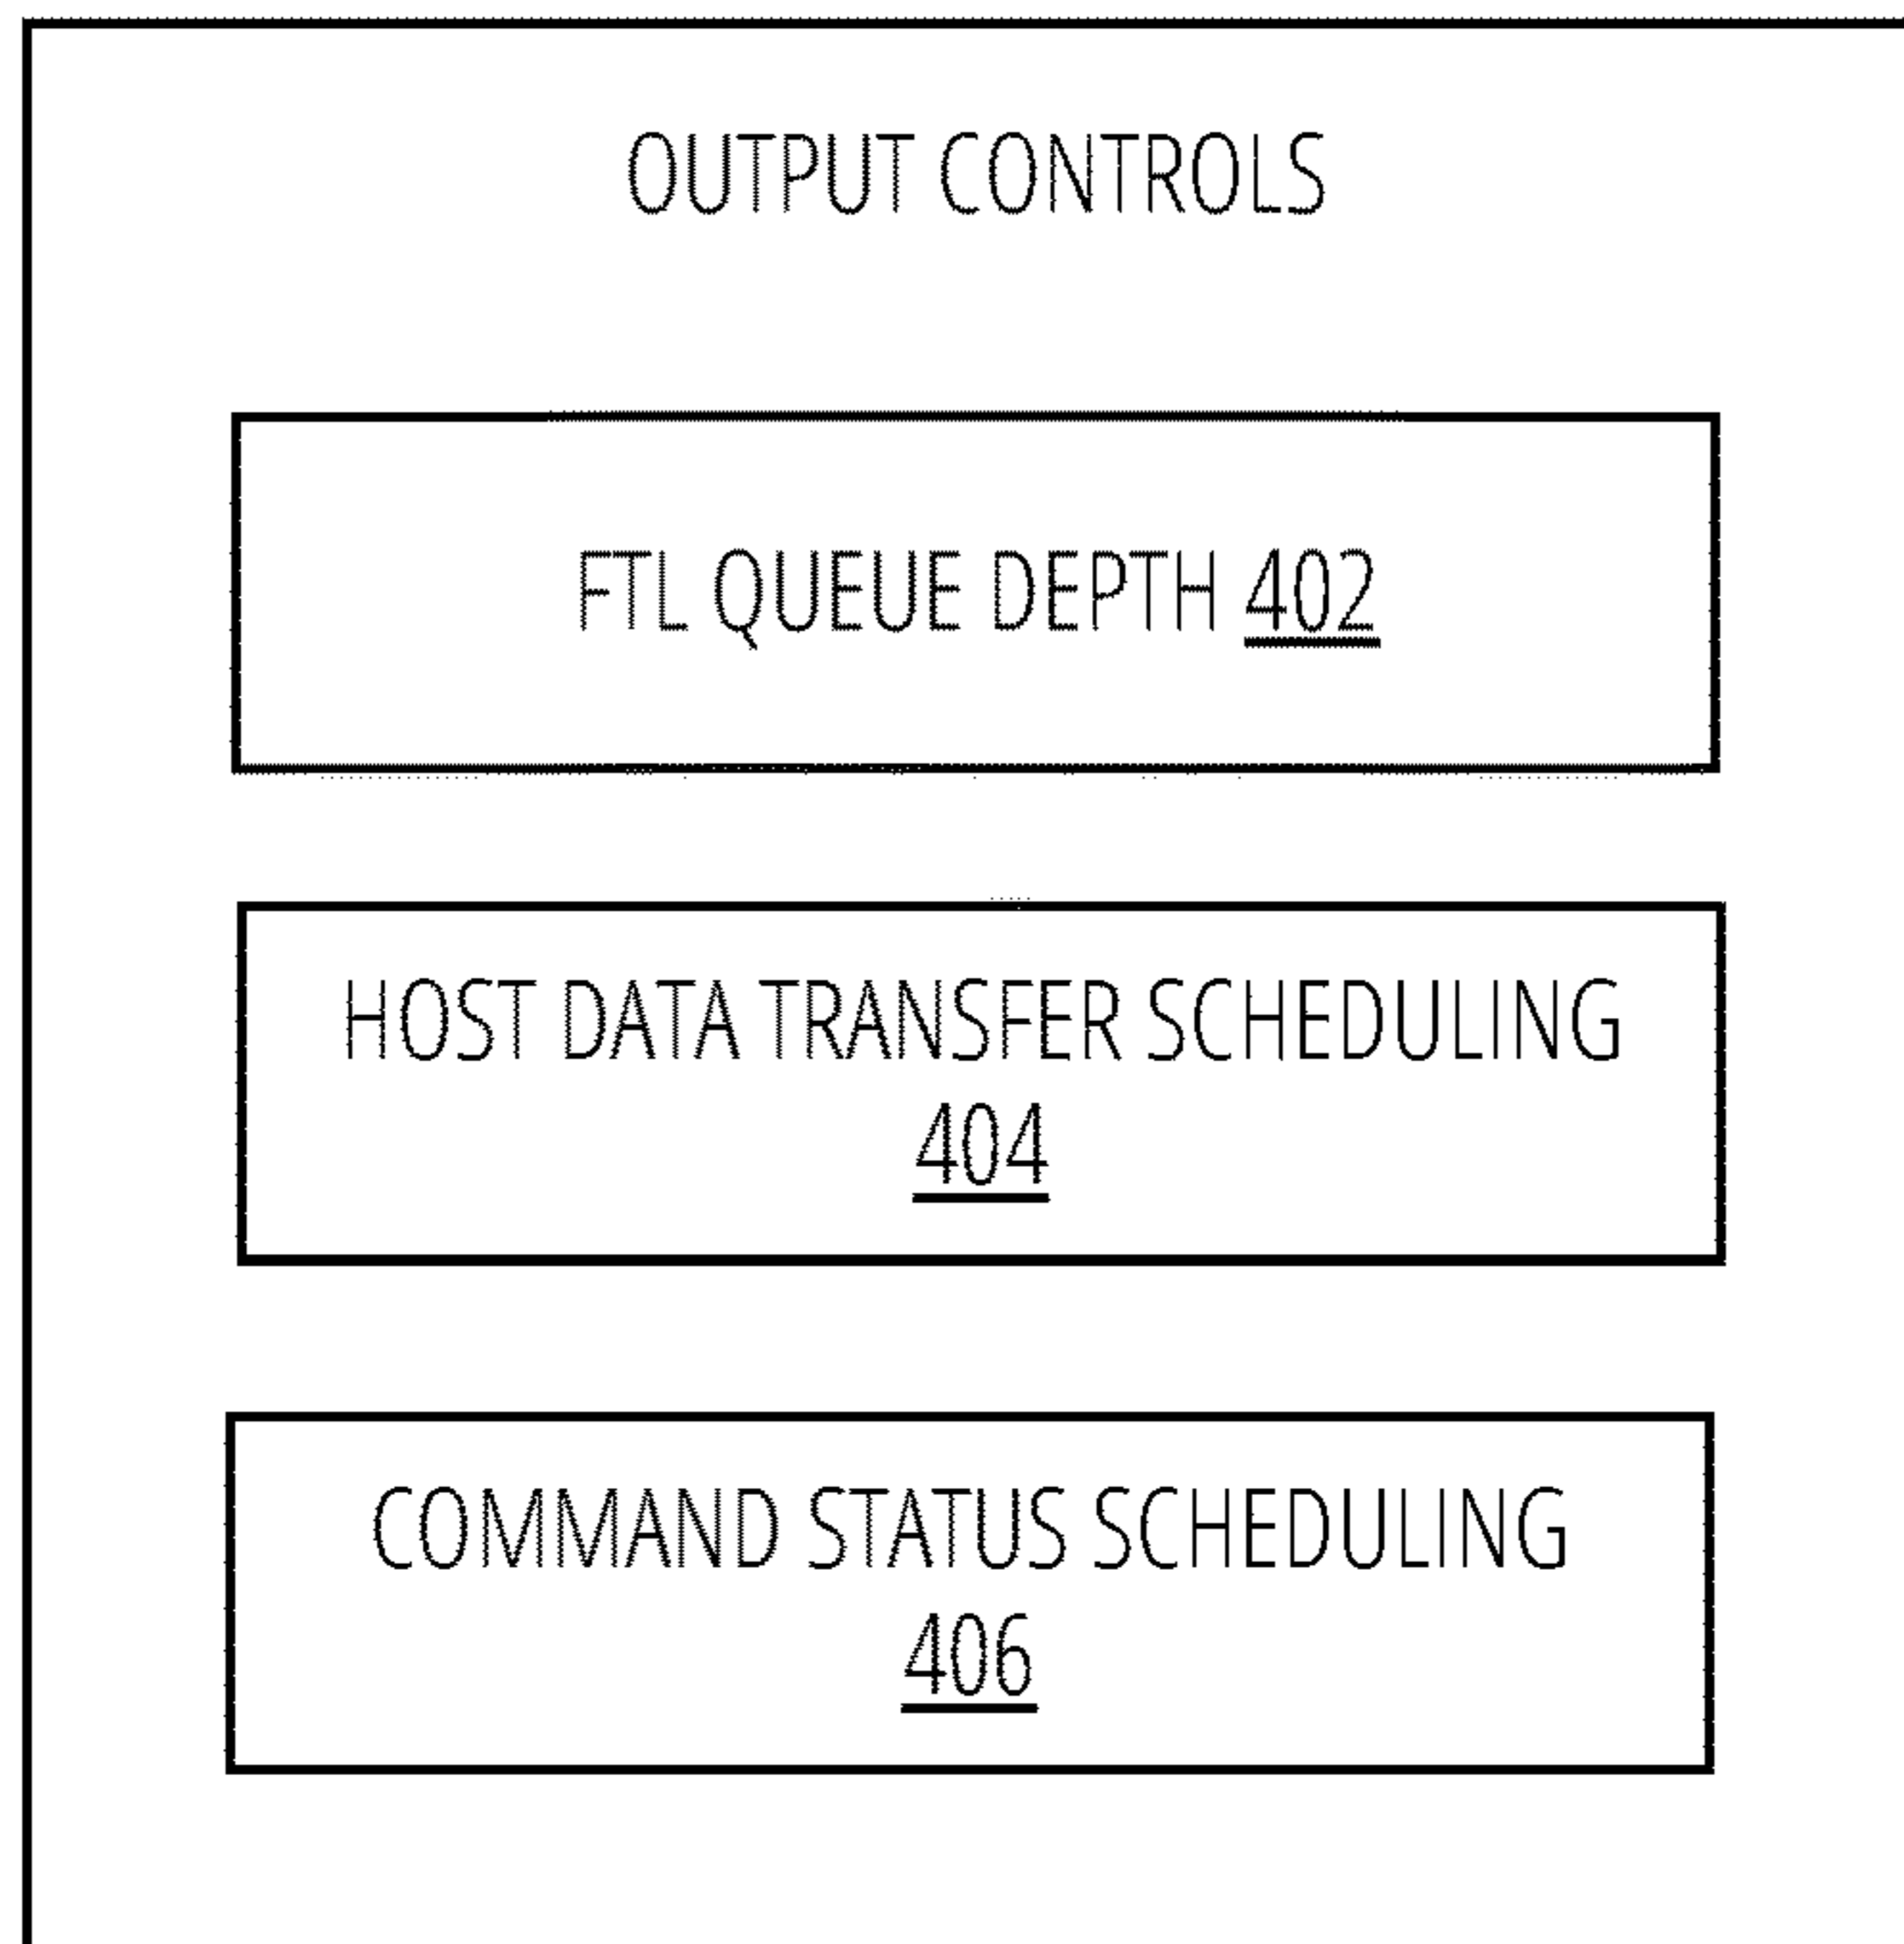 OUTPUT CONTROLS
FTL QUEUE DEPTH 402
HOST DATA TRANSFER SCHEDULING
404
COMMAND STATUS SCHEDULING
406